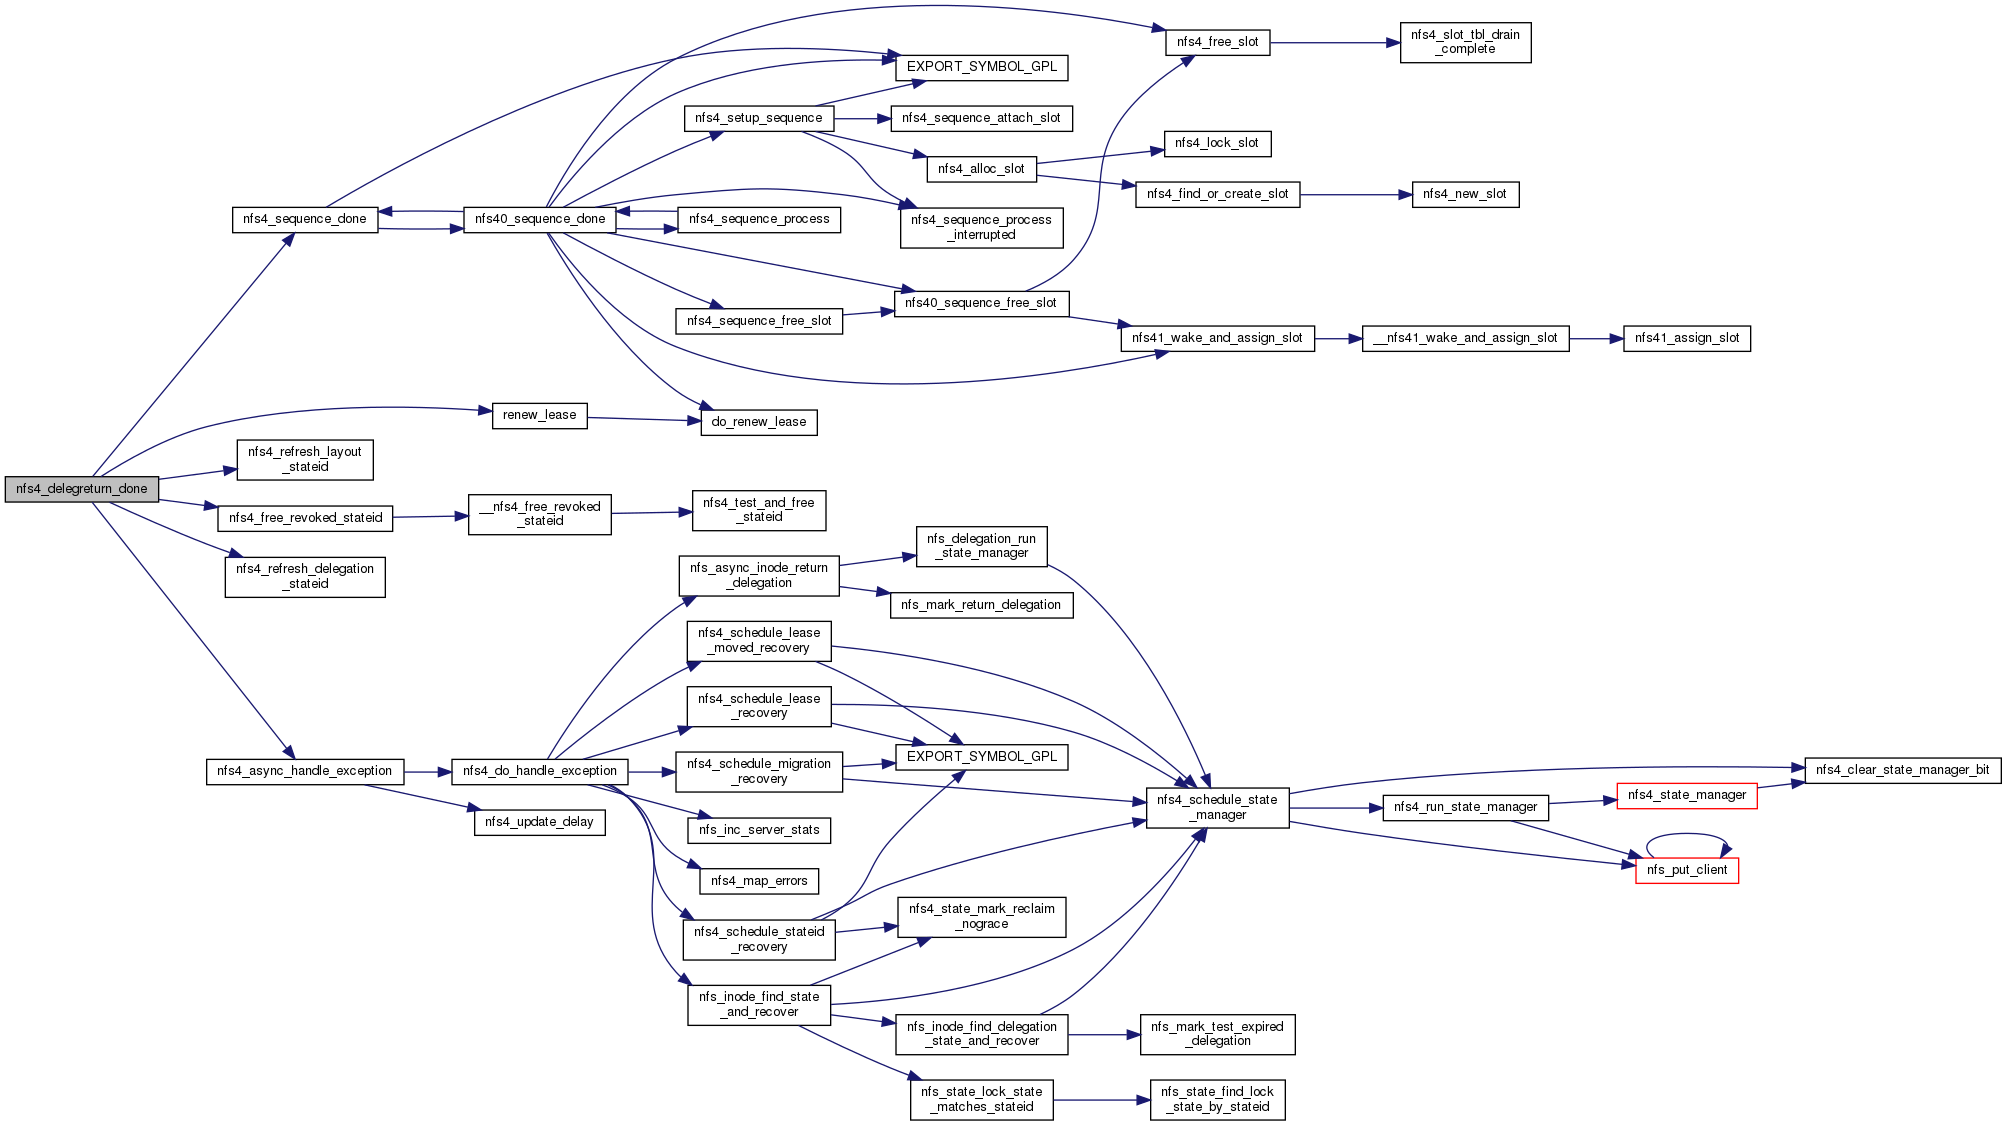 nfs4_delegreturn_done
nfs4_sequence_done
nfs4_refresh_layout
_stateid
nfs4_free_revoked_stateid
nfs4_refresh_delegation
_stateid
nfs4_async_handle_exception
nfs40_sequence_done
renew_lease
__nfs4_free_revoked
_stateid
nfs4_do_handle_exception
nfs4_update_delay
nfs4_setup_sequence
nfs4_sequence_process
nfs4_sequence_free_slot
do_renew_lease
nfs4_test_and_free
_stateid
nfs_async_inode_return
_delegation
nfs4_schedule_lease
_moved_recovery
nfs4_schedule_lease
_recovery
nfs4_schedule_migration
_recovery
nfs_inc_server_stats
nfs4_map_errors
nfs4_schedule_stateid
_recovery
nfs_inode_find_state
_and_recover
EXPORT_SYMBOL_GPL
nfs4_sequence_attach_slot
nfs4_alloc_slot
nfs4_sequence_process
_interrupted
nfs40_sequence_free_slot
nfs_delegation_run
_state_manager
nfs_mark_return_delegation
EXPORT_SYMBOL_GPL
nfs4_state_mark_reclaim
_nograce
nfs_inode_find_delegation
_state_and_recover
nfs_state_lock_state
_matches_stateid
nfs4_free_slot
nfs4_lock_slot
nfs4_find_or_create_slot
nfs41_wake_and_assign_slot
nfs4_schedule_state
_manager
nfs_mark_test_expired
_delegation
nfs_state_find_lock
_state_by_stateid
nfs4_slot_tbl_drain
_complete
nfs4_new_slot
__nfs41_wake_and_assign_slot
nfs4_run_state_manager
nfs41_assign_slot
nfs4_state_manager
nfs_put_client
nfs4_clear_state_manager_bit